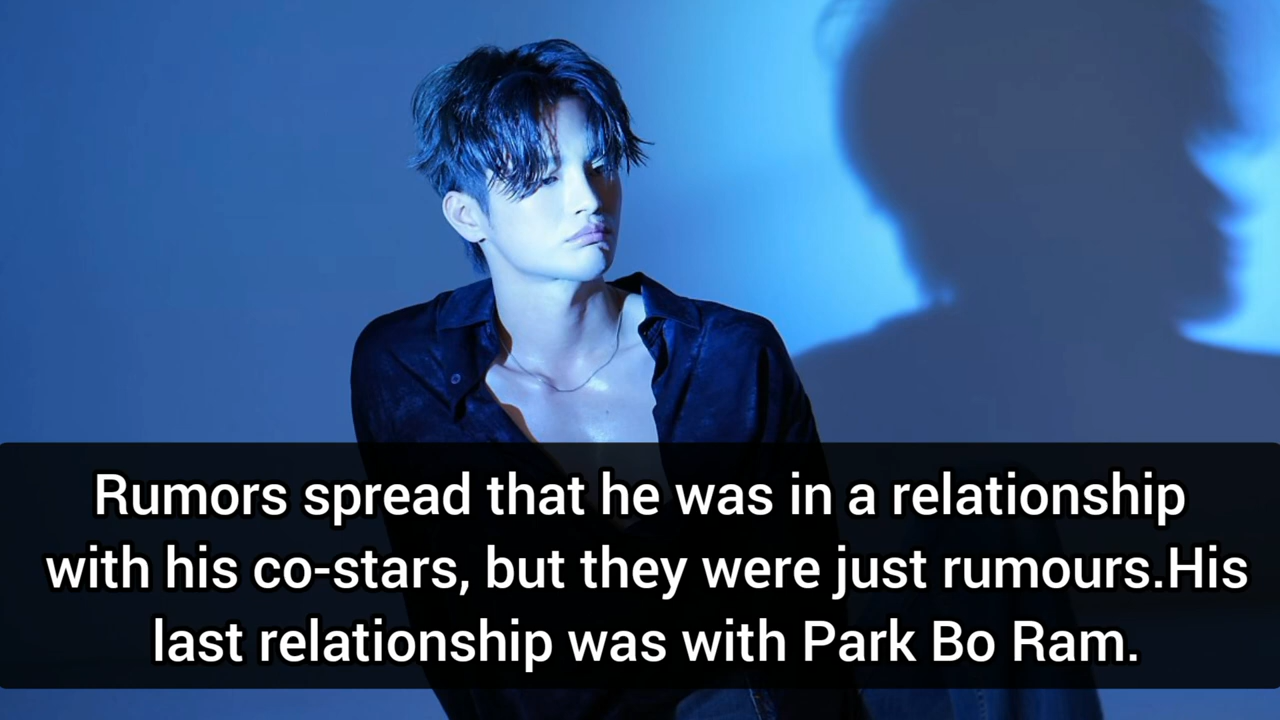 Rumors spread that he was in a relationship
with his co-stars, but they were just rumours.His
last relationship was with Park Bo Ram.